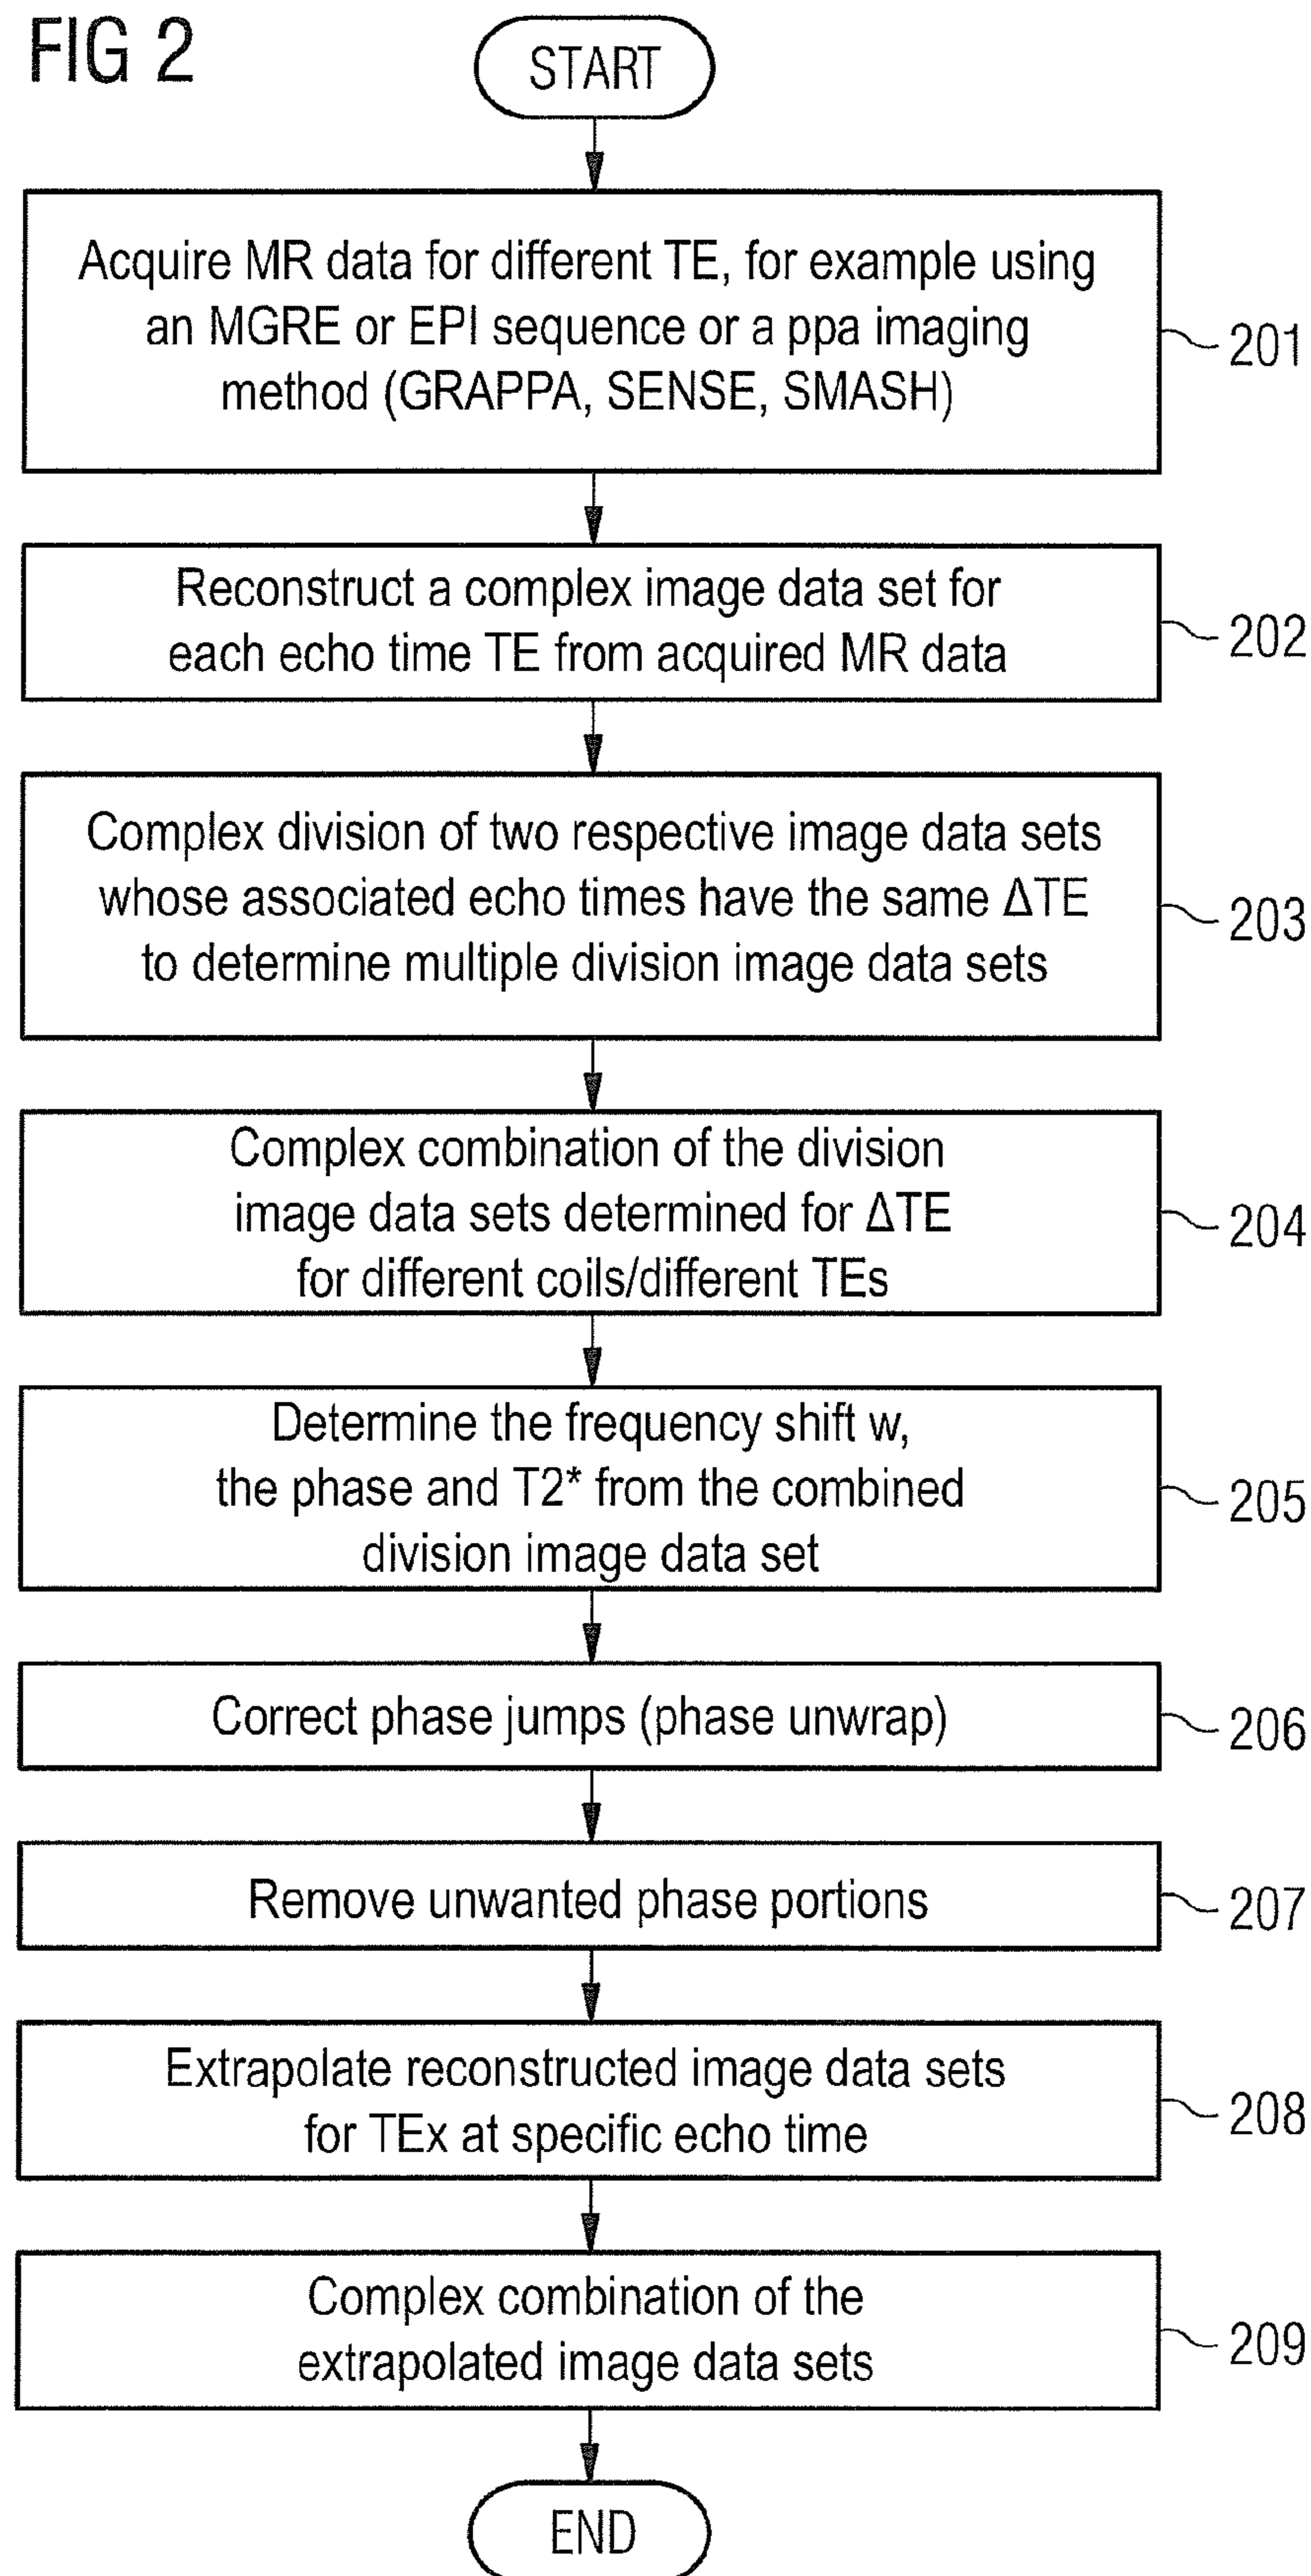 FIG 2
START
Acquire MR data for different TE, for example using
an MGRE or EPI sequence or a ppa imaging
method (GRAPPA, SENSE, SMASH)
201
Reconstruct a complex image data set for
each echo time TE from acquired MR data
202
Complex division of two respective image data sets
whose associated echo times have the same ΔTE
to determine multiple division image data sets
203
Complex combination of the division
image data sets determined for ΔTE
for different coils/different TEs
204
Determine the frequency shift w,
the phase and T2* from the combined
division image data set
205
Correct phase jumps (phase unwrap)
206
Remove unwanted phase portions
207
Extrapolate reconstructed image data sets
for TEx at specific echo time
208
Complex combination of the
extrapolated image data sets
209
END